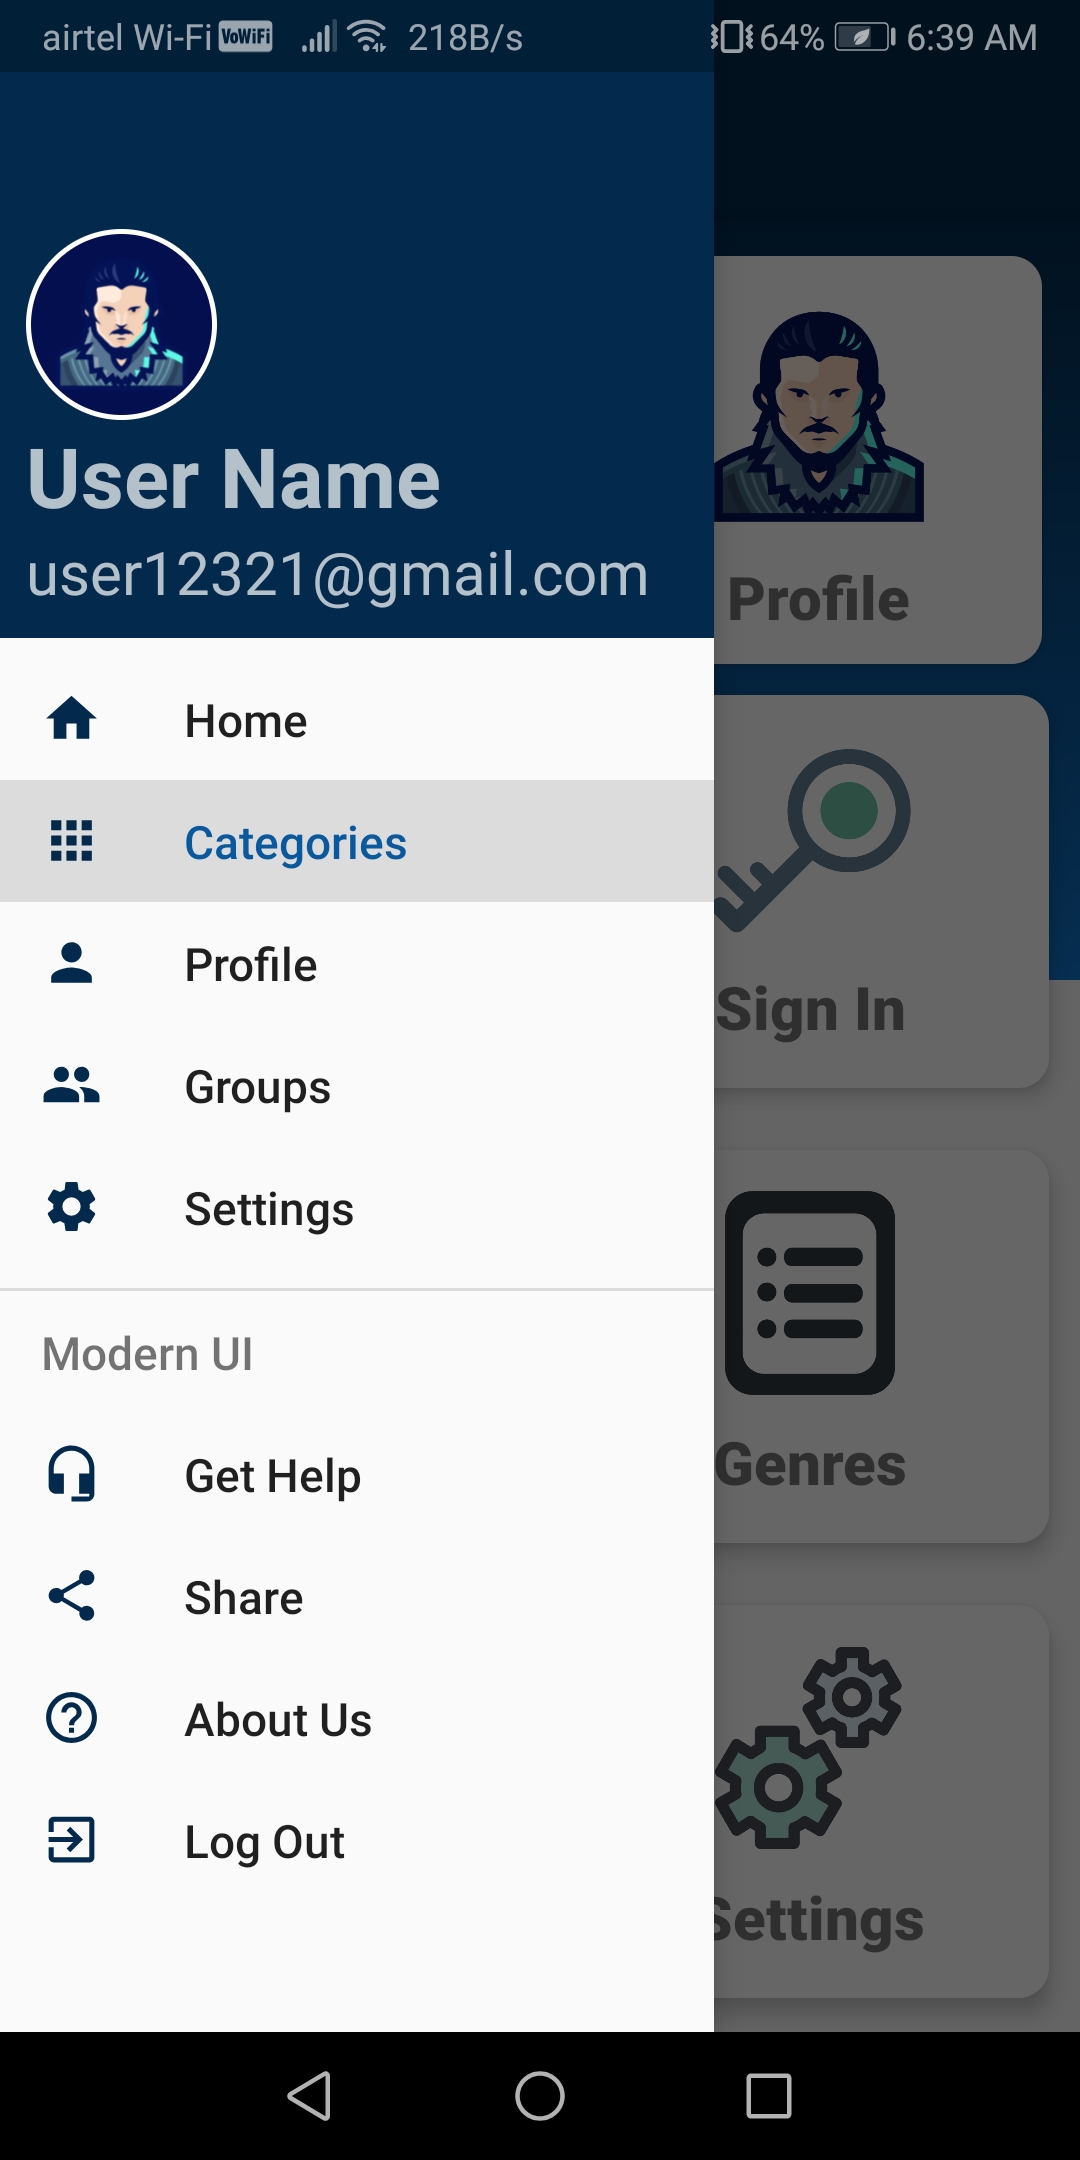 airtel Wi-Fi VoWiFi 218B/s 64% 6:39 AM
User Name
user12321@gmail.com
Home
Categories
Profile
Groups
Settings
Modern UI
Get Help
Share
About Us
Log Out
Profile
Sign In
Genres
Settings